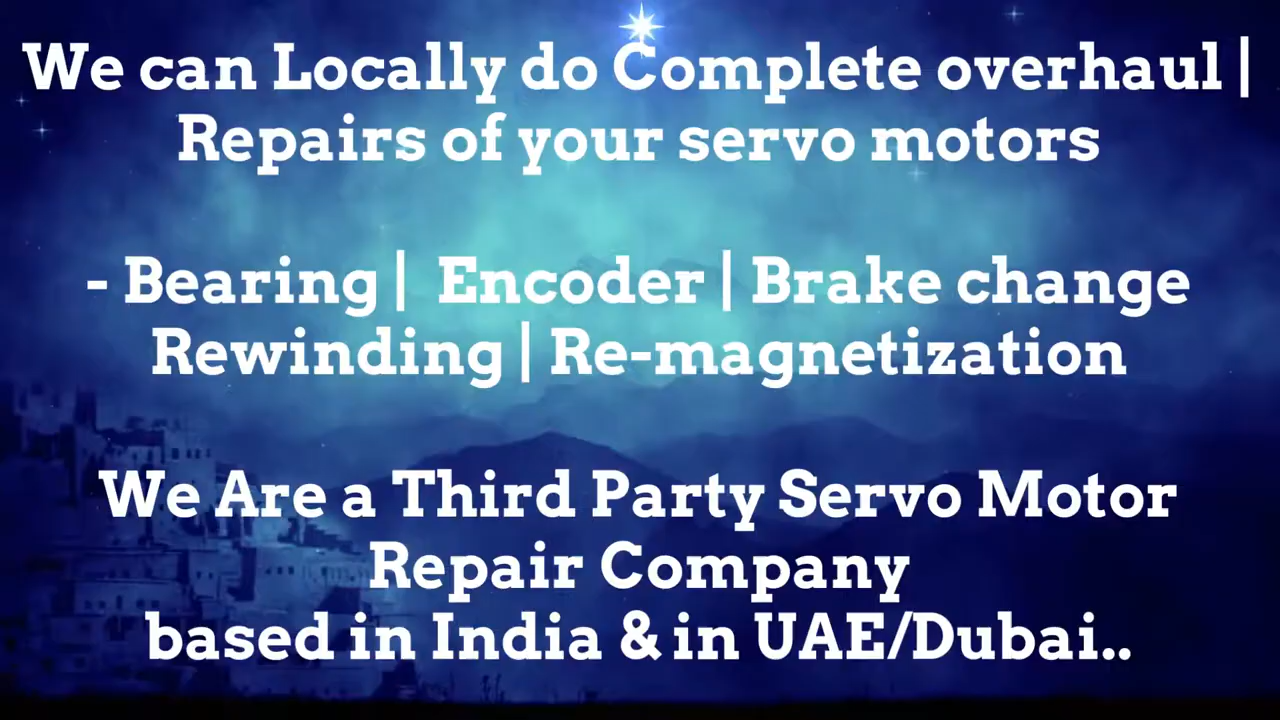 We can Locally do Complete overhaul |
Repairs of your servo motors
- Bearing | Encoder | Brake change
Rewinding | Re-magnetization
We Are a Third Party Servo Motor
Repair Company
based in India & in UAE/Dubai..